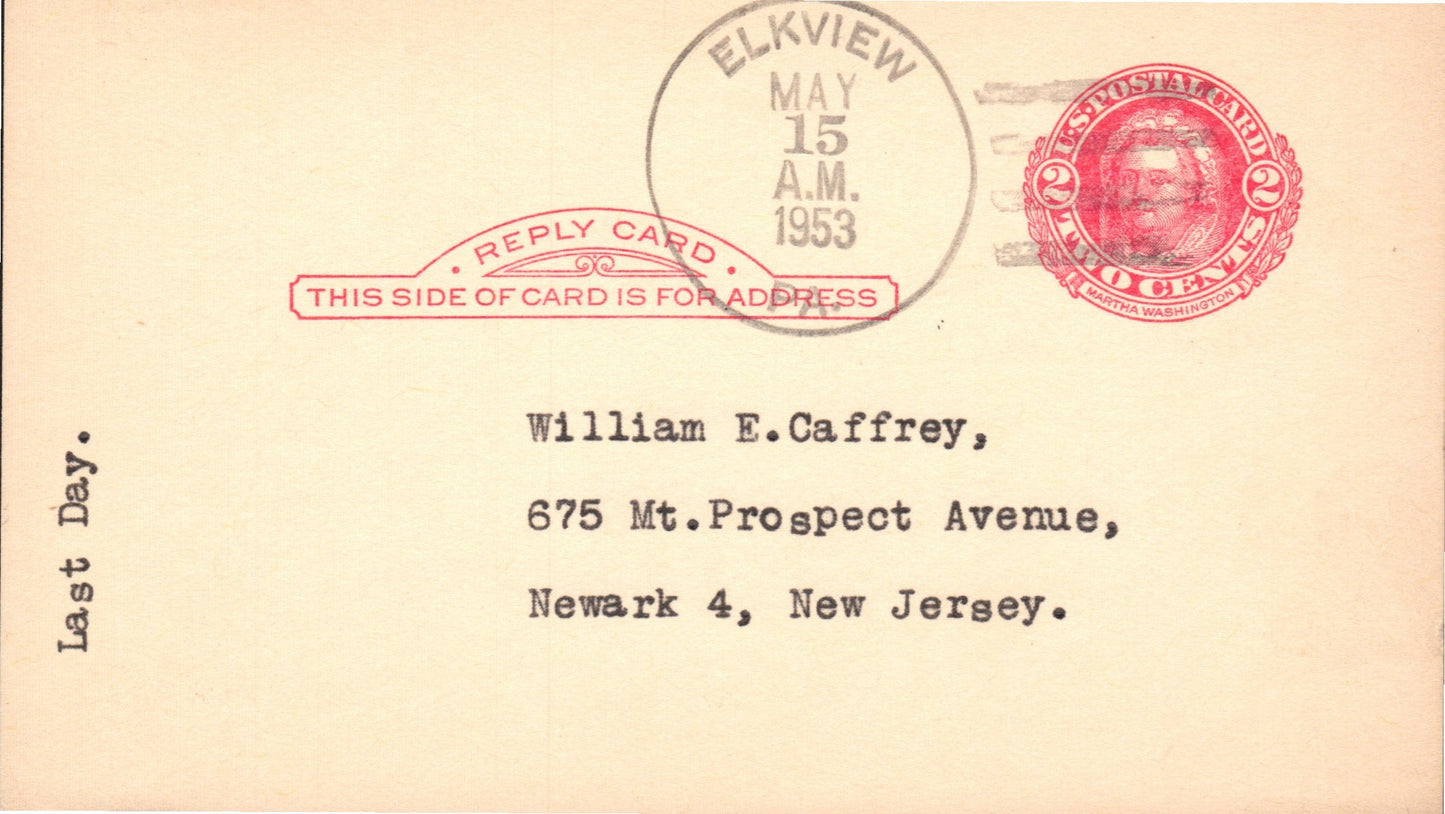 ELKVIEW
MAY
15
A.M.
1953
PA.
U.S. POSTAL CARD
2 2
TWO CENTS
MARTHA WASHINGTON
· REPLY CARD ·
THIS SIDE OF CARD IS FOR ADDRESS
William E.Caffrey,
675 Mt.Prospect Avenue,
Newark 4, New Jersey.
Last Day.